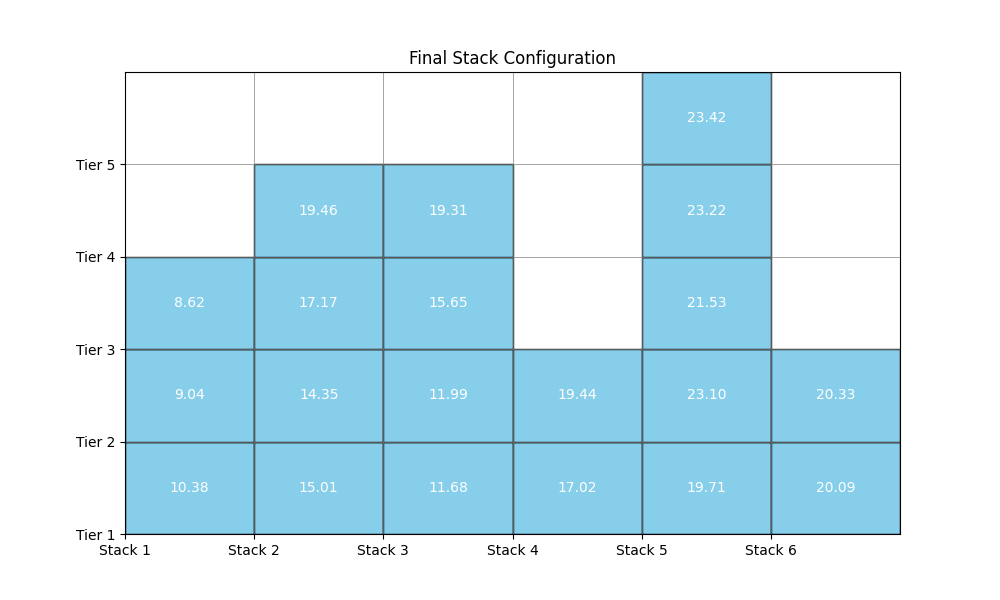 Final Stack Configuration
23.42
Tier 5
19.46 19.31 23.22
Tier 4
8.62 17.17 15.65 21.53
Tier 3
9.04 14.35 11.99 19.44 23.10 20.33
Tier 2
10.38 15.01 11.68 17.02 19.71 20.09
Tier 1
Stack 1 Stack 2 Stack 3 Stack 4 Stack 5 Stack 6